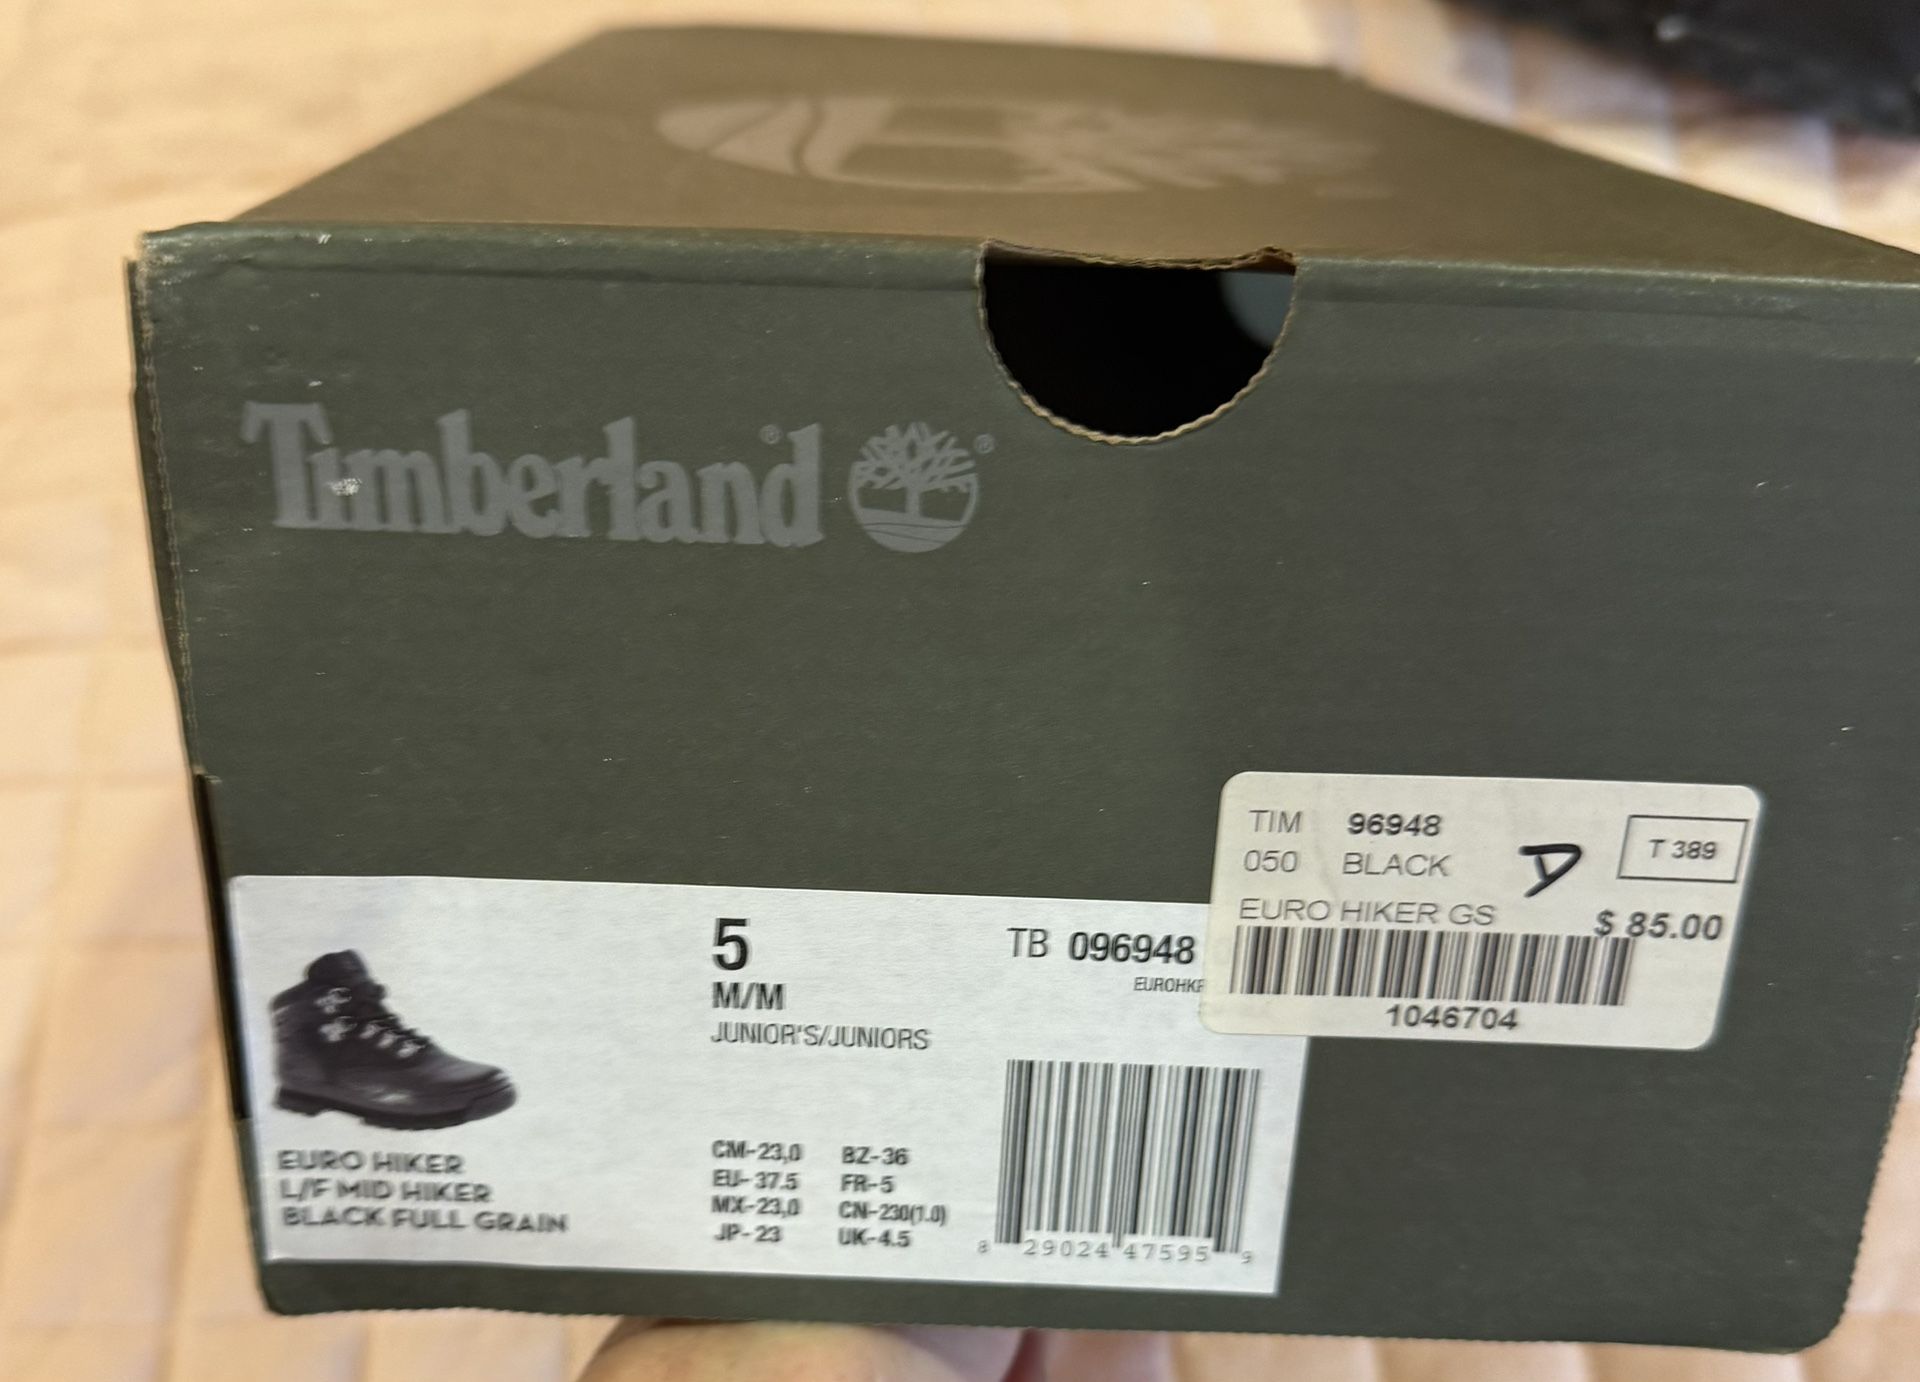 Timberland®
®
TIM 96948
T 389
050 BLACK
EURO HIKER GS
$ 85.00
1046704
5
M/M
JUNIOR'S/JUNIORS
TB 096948
EUROHKR
EURO HIKER
L/F MID HIKER
BLACK FULL GRAIN
CM-23,0 BZ-36
EU-37.5 FR-5
MX-23,0 CN-230(1.0)
JP-23 UK-4.5
8 29024 47595 9